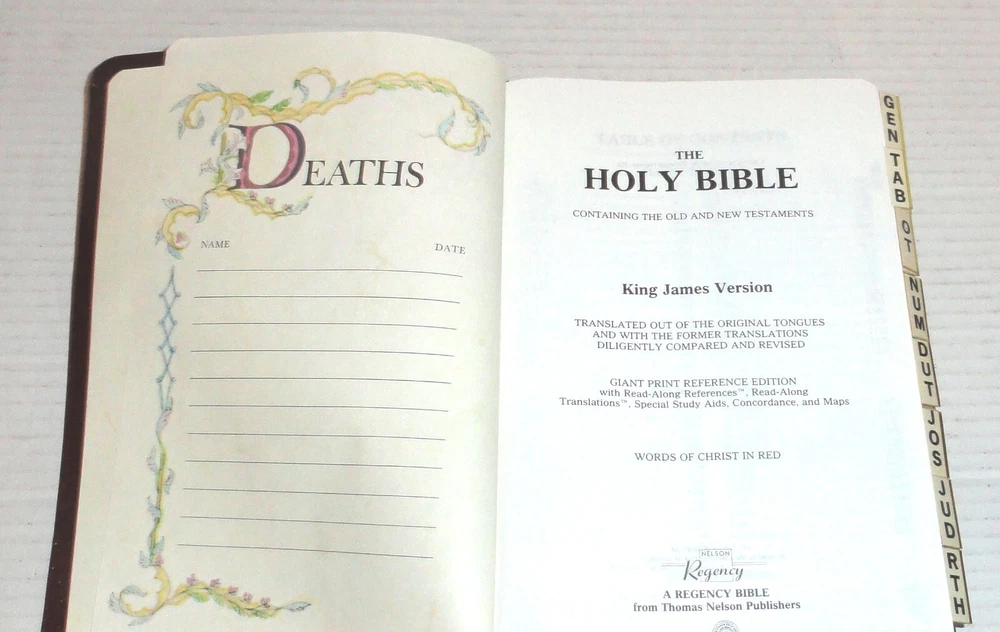 DEATHS
NAME DATE
THE
HOLY BIBLE
CONTAINING THE OLD AND NEW TESTAMENTS
King James Version
TRANSLATED OUT OF THE ORIGINAL TONGUES
AND WITH THE FORMER TRANSLATIONS
DILIGENTLY COMPARED AND REVISED
GIANT PRINT REFERENCE EDITION
with Read-Along References™, Read-Along
Translations™, Special Study Aids, Concordance, and Maps
WORDS OF CHRIST IN RED
NELSON
Regency
A REGENCY BIBLE
from Thomas Nelson Publishers
GEN TAB
OT
NUM
DUT
JOS
JUD
RTH